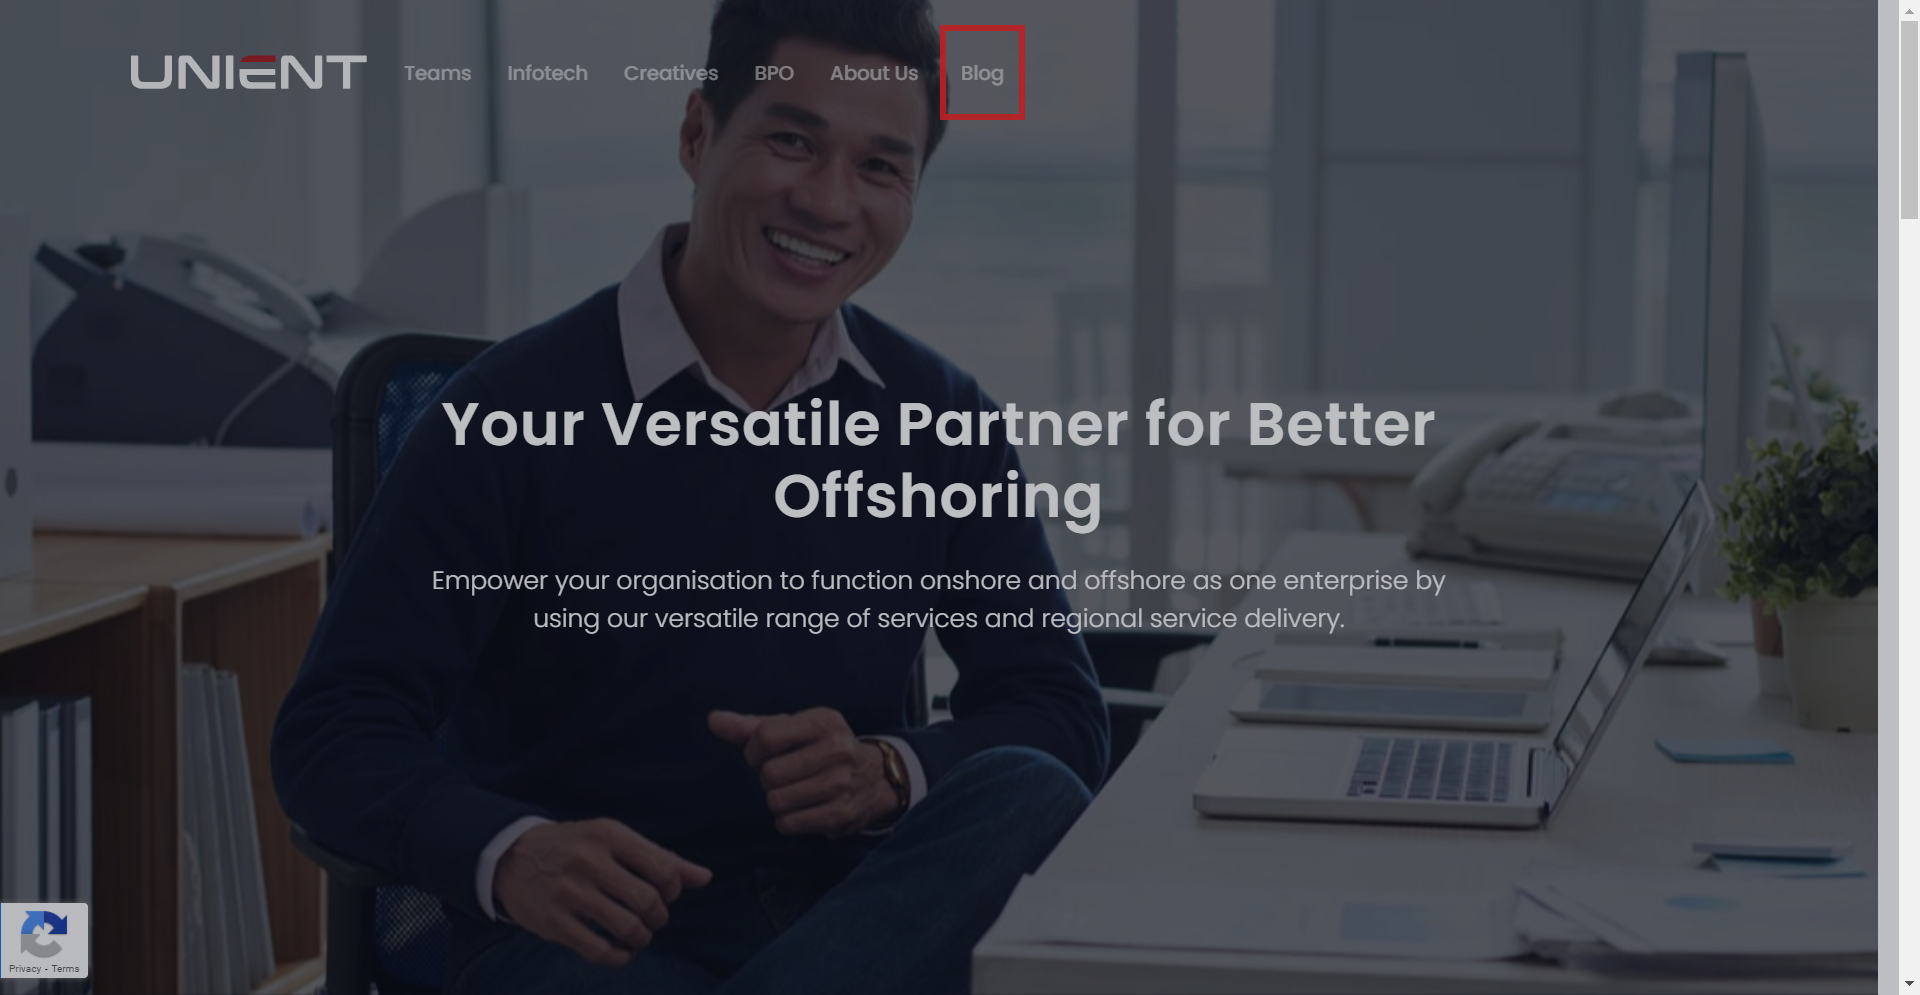 UNIENT
Teams Infotech Creatives BPO About Us Blog
Your Versatile Partner for Better
Offshoring
Empower your organisation to function onshore and offshore as one enterprise by
using our versatile range of services and regional service delivery.
Privacy - Terms